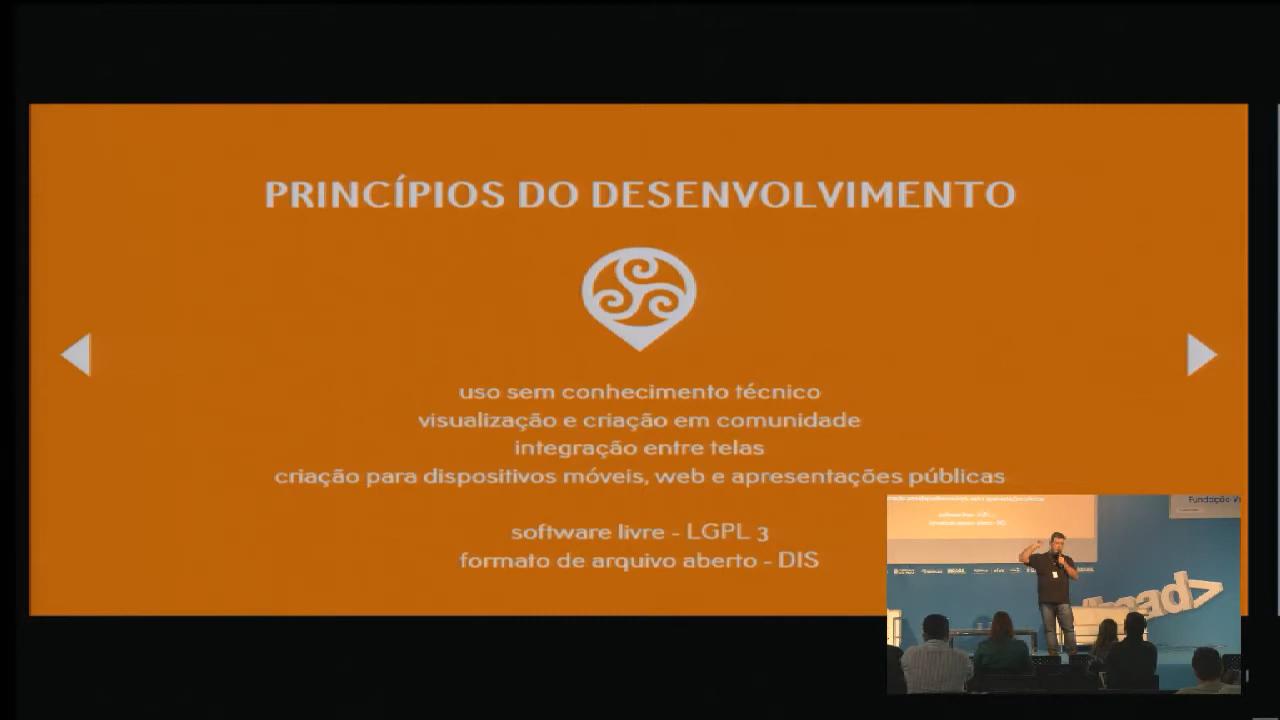 PRINCÍPIOS DO DESENVOLVIMENTO
uso sem conhecimento técnico
visualização e criação em comunidade
integração entre telas
criação para dispositivos móveis, web e apresentações públicas
software livre - LGPL 3
formato de arquivo aberto - DIS
Fundação